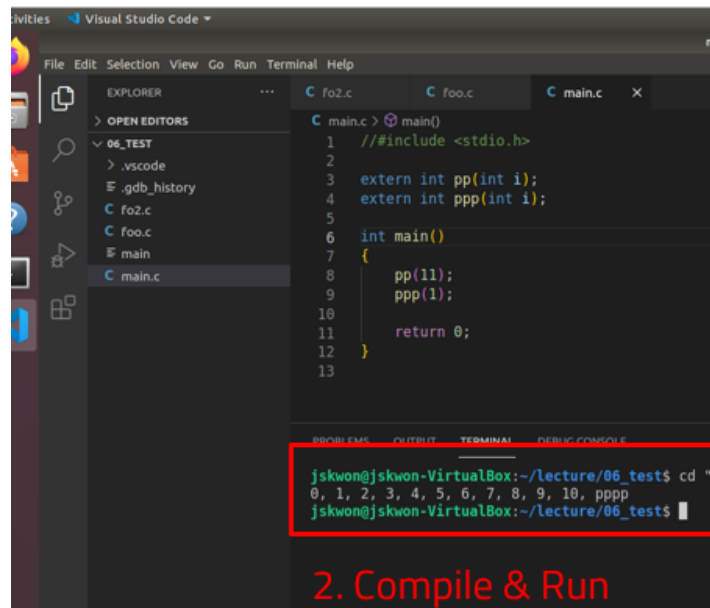 ivities Visual Studio Code
File Edit Selection View Go Run Terminal Help
EXPLORER ...
OPEN EDITORS
06_TEST
.vscode
.gdb_history
fo2.c
foo.c
main
main.c
C fo2.c C foo.c C main.c ×
C main.c > main()
1 //#include <stdio.h>
2
3 extern int pp(int i);
4 extern int ppp(int i);
5
6 int main()
7 {
8 pp(11);
9 ppp(1);
10
11 return 0;
12 }
13
PROBLEMS OUTPUT TERMINAL DEBUG CONSOLE
jskwon@jskwon-VirtualBox:~/lecture/06_test$ cd "
0, 1, 2, 3, 4, 5, 6, 7, 8, 9, 10, pppp
jskwon@jskwon-VirtualBox:~/lecture/06_test$
2. Compile & Run